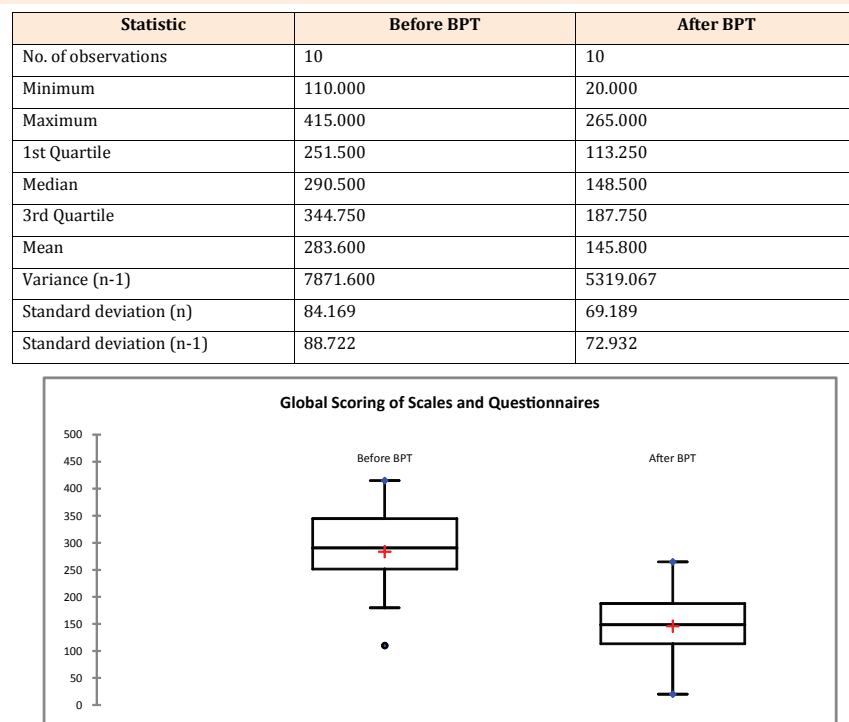 Statistic Before BPT After BPT
No. of observations 10 10
Minimum 110.000 20.000
Maximum 415.000 265.000
1st Quartile 251.500 113.250
Median 290.500 148.500
3rd Quartile 344.750 187.750
Mean 283.600 145.800
Variance (n-1) 7871.600 5319.067
Standard deviation (n) 84.169 69.189
Standard deviation (n-1) 88.722 72.932
Global Scoring of Scales and Questionnaires
500
450 Before BPT After BPT
400
350
300
250
200
150
100
50
0